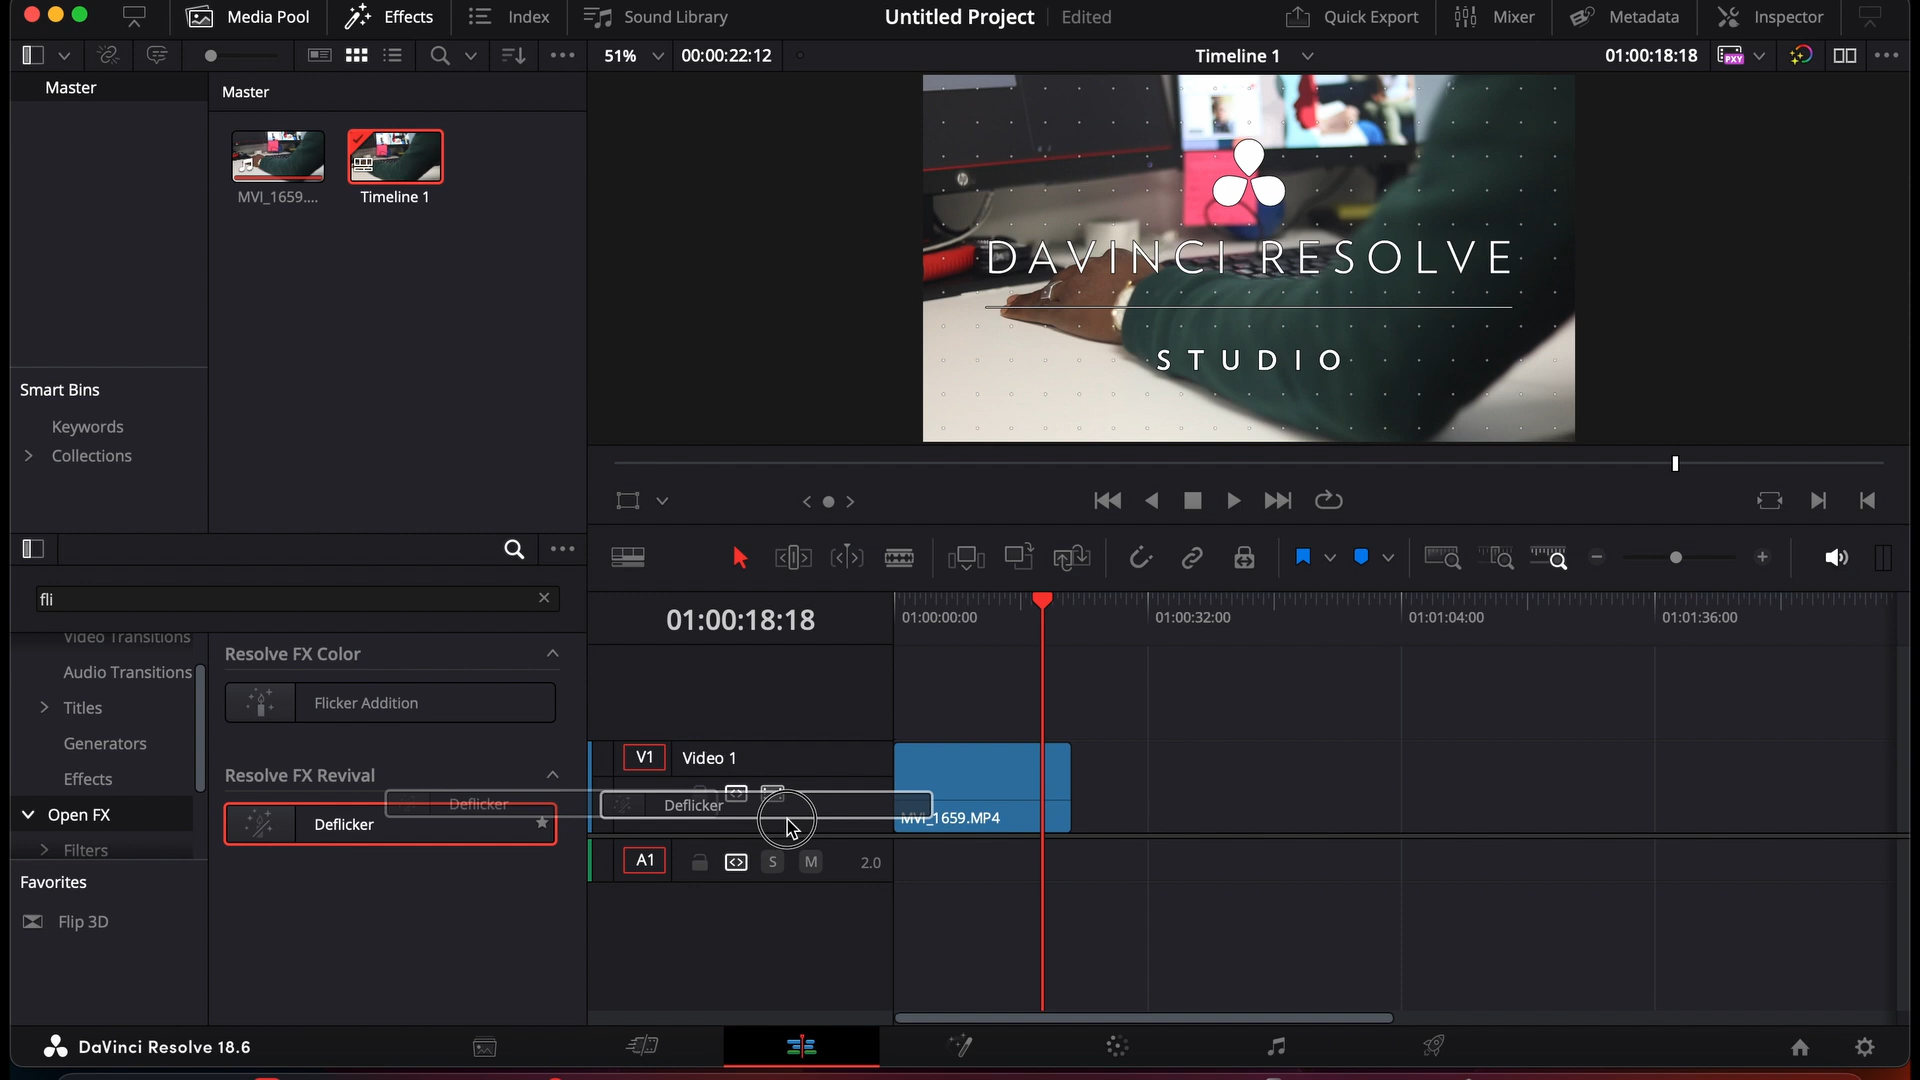 Media Pool
Effects
Index
Sound Library
Untitled Project
Edited
Quick Export
Mixer
Metadata
Inspector
51%
00:00:22:12
Timeline 1
01:00:18:18
PXY
Master
Master
MVI_1659....
Timeline 1
DAVINCI RESOLVE
STUDIO
Smart Bins
Keywords
Collections
fli
01:00:18:18
01:00:00:00
01:00:32:00
01:01:04:00
01:01:36:00
Video Transitions
Audio Transitions
Titles
Generators
Effects
Open FX
Filters
Favorites
Flip 3D
Resolve FX Color
Flicker Addition
Resolve FX Revival
Deflicker
Deflicker
Deflicker
V1
Video 1
MVI_1659.MP4
A1
S
M
2.0
DaVinci Resolve 18.6